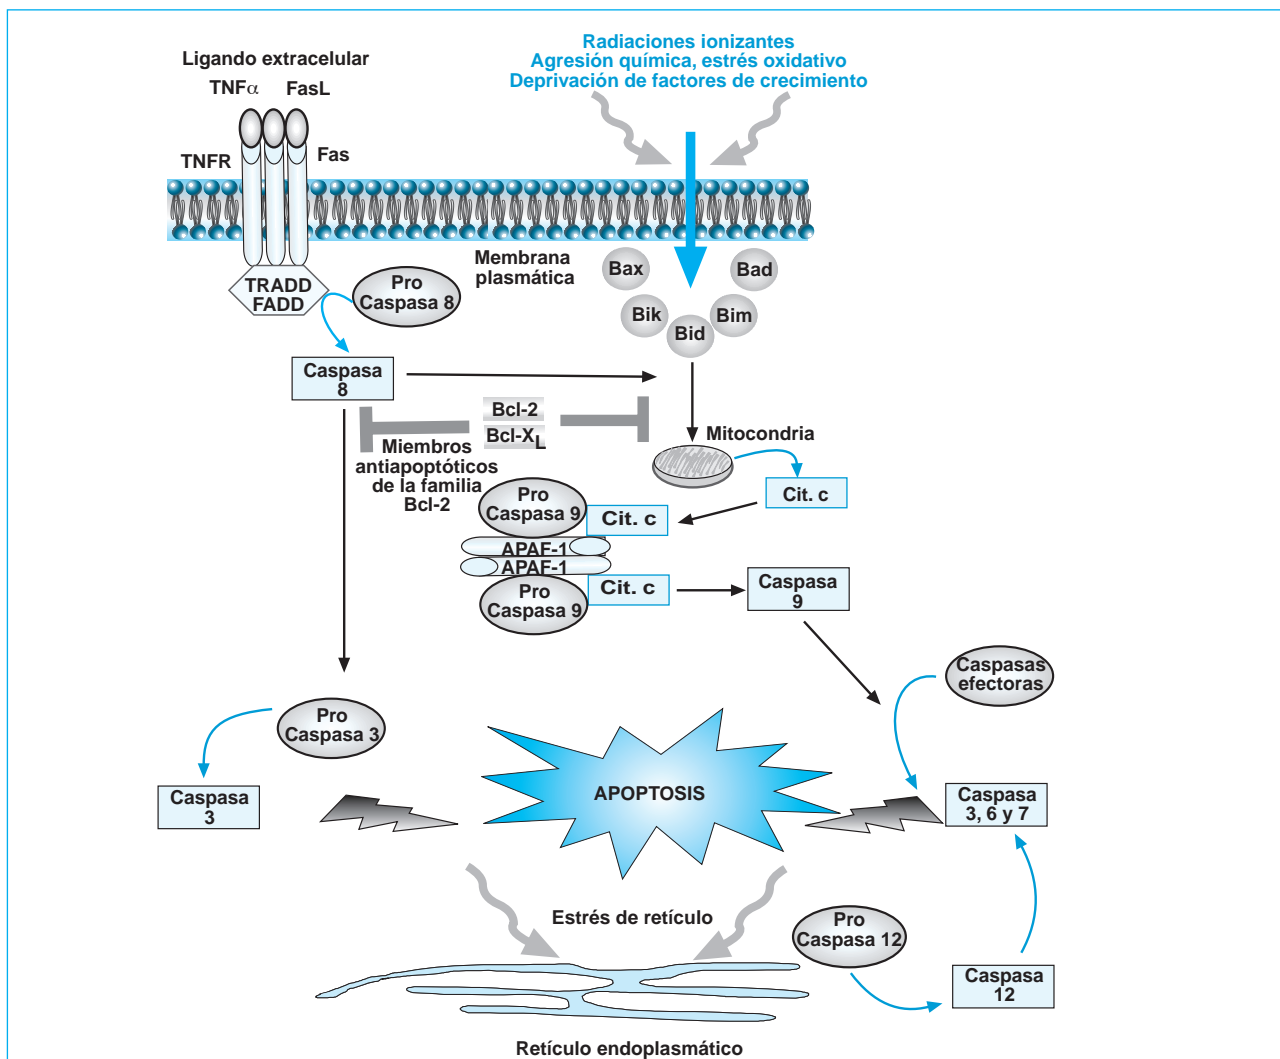 Radiaciones ionizantes
Agresión química, estrés oxidativo
Deprivación de factores de crecimiento
Ligando extracelular
TNFα
FasL
TNFR
Fas
Membrana
plasmática
TRADD
FADD
Pro
Caspasa 8
Bax
Bad
Bik
Bim
Bid
Caspasa
8
Bcl-2
Bcl-XL
Miembros
antiapoptóticos
de la familia
Bcl-2
Mitocondria
Cit. c
Pro
Caspasa 9
Cit. c
APAF-1
APAF-1
Pro
Caspasa 9
Cit. c
Caspasa
9
Caspasas
efectoras
Pro
Caspasa 3
Caspasa
3
APOPTOSIS
Caspasa
3, 6 y 7
Estrés de retículo
Pro
Caspasa 12
Caspasa
12
Retículo endoplasmático